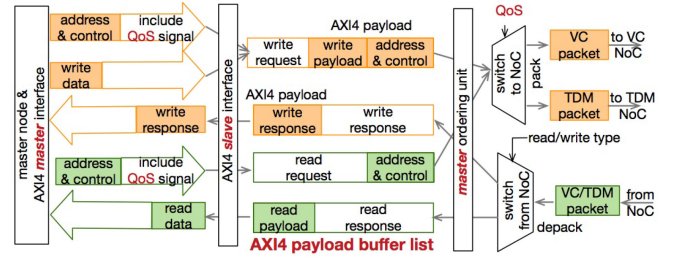 master node &
AXI4 master interface
address
& control
include
QoS signal
write
data
write
response
address
& control
include
QoS signal
read
data
AXI4 slave interface
AXI4 payload
write
request
write
payload
address
& control
AXI4 payload
write
response
write
response
read
request
address
& control
read
payload
read
response
AXI4 payload buffer list
master ordering unit
QoS
switch
to NoC
pack
VC
packet
to VC
NoC
TDM
packet
to TDM
NoC
read/write type
switch
from NoC
VC/TDM
packet
from
NoC
depack